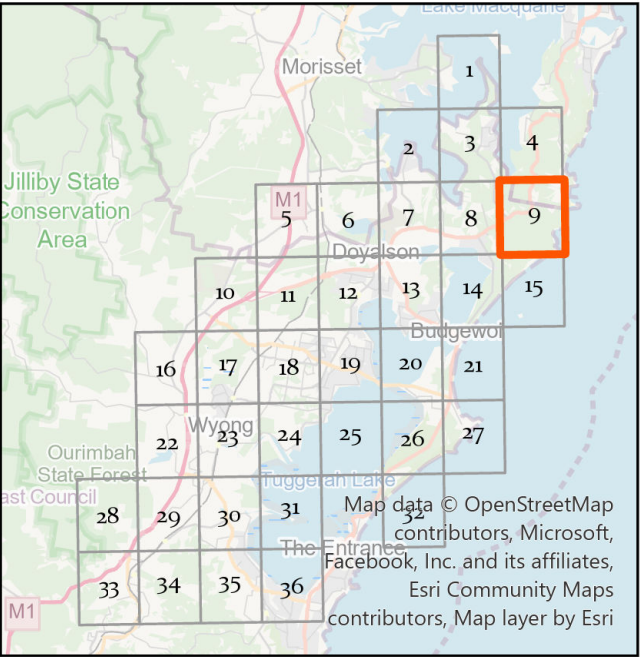 Lake Macquarie
Morisset
1
2
3
4
Jilliby State
Conservation
Area
M1
5
6
7
8
9
Doyalson
10
11
12
13
14
15
Budgewoi
16
17
18
19
20
21
Wyong
22
23
24
25
26
27
Ourimbah
State Forest
ast Council
Tuggerah Lake
28
29
30
31
32
The Entrance
33
34
35
36
M1
Map data © OpenStreetMap
contributors, Microsoft,
Facebook, Inc. and its affiliates,
Esri Community Maps
contributors, Map layer by Esri